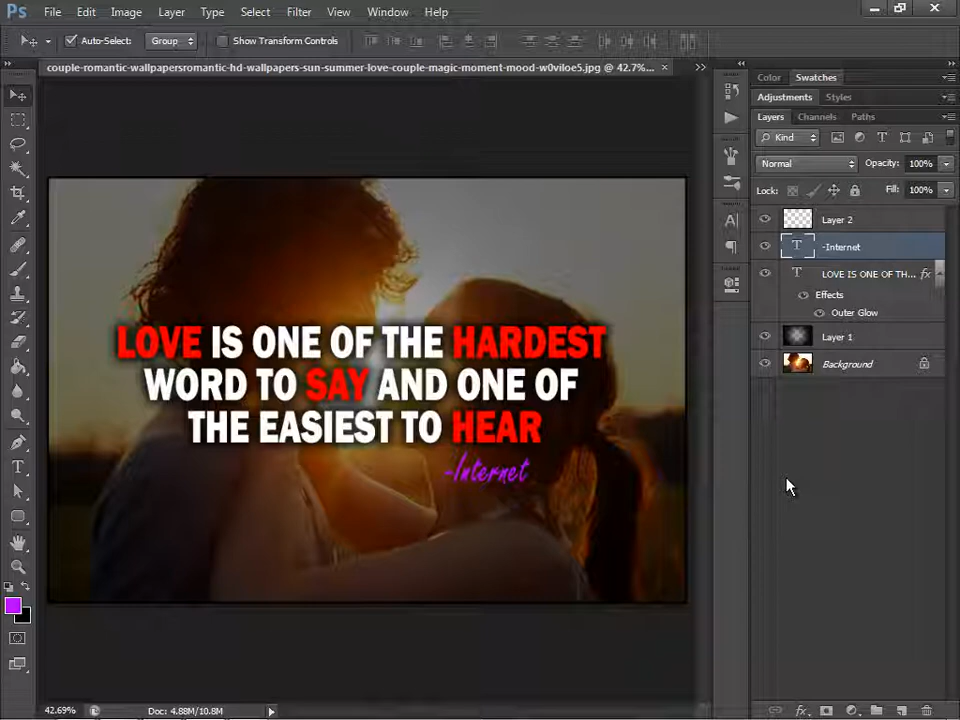 Ps File Edit Image Layer Type Select Filter View Window Help
Auto-Select: Group Show Transform Controls
couple-romantic-wallpapersromantic-hd-wallpapers-sun-summer-love-couple-magic-moment-mood-w0viloe5.jpg @ 42.7%...
Color Swatches
Adjustments Styles
Layers Channels Paths
Kind
Normal Opacity: 100%
Lock: Fill: 100%
Layer 2
-Internet
LOVE IS ONE OF TH... fx
Effects
Outer Glow
Layer 1
Background
LOVE IS ONE OF THE HARDEST
WORD TO SAY AND ONE OF
THE EASIEST TO HEAR
-Internet
42.69% Doc: 4.88M/10.8M